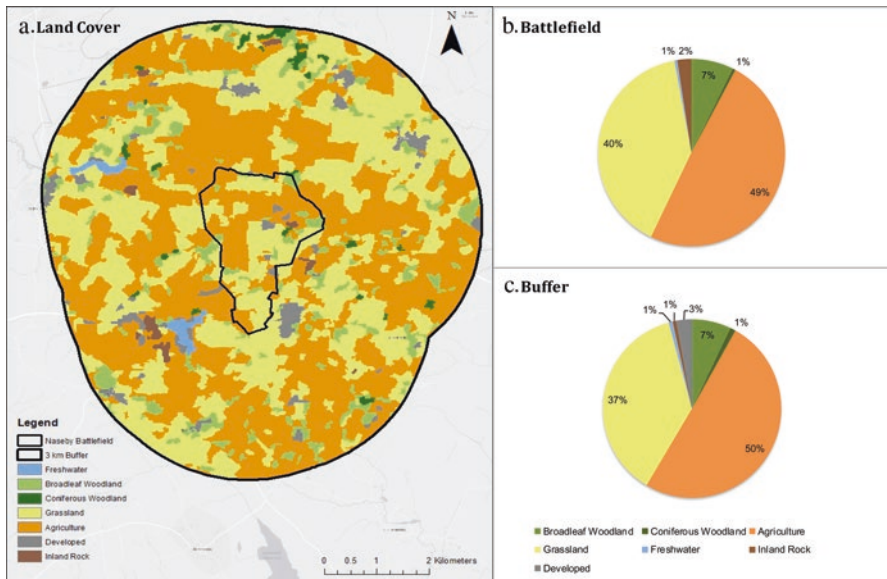 a. Land Cover
N
Legend
Naseby Battlefield
3 km Buffer
Freshwater
Broadleaf Woodland
Coniferous Woodland
Grassland
Agriculture
Developed
Inland Rock
0 0.5 1 2
Kilometers
b. Battlefield
1% 2%
7%
1%
40%
49%
c. Buffer
1%
1%
3%
7%
1%
37%
50%
Broadleaf Woodland Coniferous Woodland Agriculture
Grassland Freshwater Inland Rock
Developed